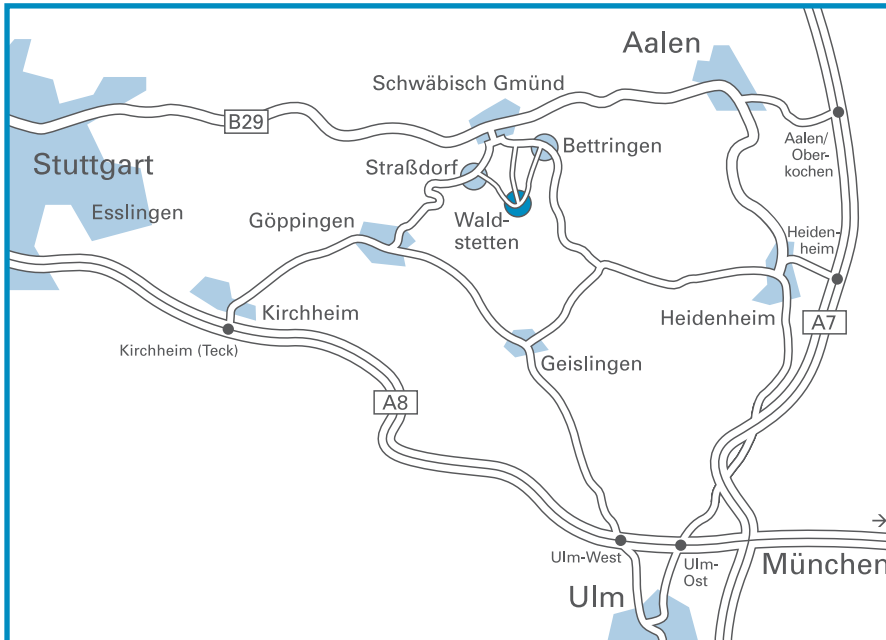 Aalen
Schwäbisch Gmünd
B29
Bettringen
Aalen/
Ober-
kochen
Stuttgart
Straßdorf
Esslingen
Göppingen
Wald-
stetten
Heiden-
heim
Kirchheim
Heidenheim
A7
Kirchheim (Teck)
Geislingen
A8
→
Ulm-West
Ulm-
Ost
München
Ulm